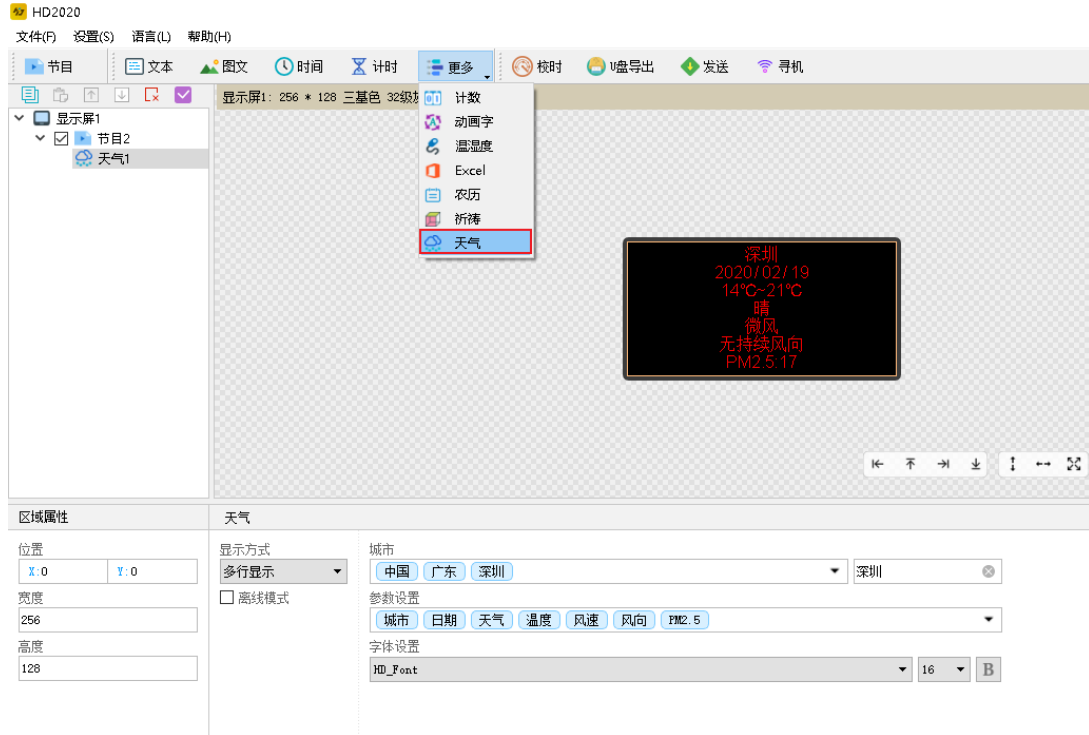 HD2020
文件(F) 设置(S) 语言(L) 帮助(H)
节目 文本 图文 时间 计时 更多 校时 U盘导出 发送 寻机
显示屏1: 256 * 128 三基色 32级
计数
动画字
温湿度
Excel
农历
祈祷
天气
显示屏1
节目2
天气1
深圳
2020/02/19
14℃~21℃
晴
微风
无持续风向
PM2.5:17
区域属性
位置
X:0 Y:0
宽度
256
高度
128
天气
显示方式
多行显示
离线模式
城市
中国 广东 深圳 深圳
参数设置
城市 日期 天气 温度 风速 风向 PM2.5
字体设置
HD_Font 16 B